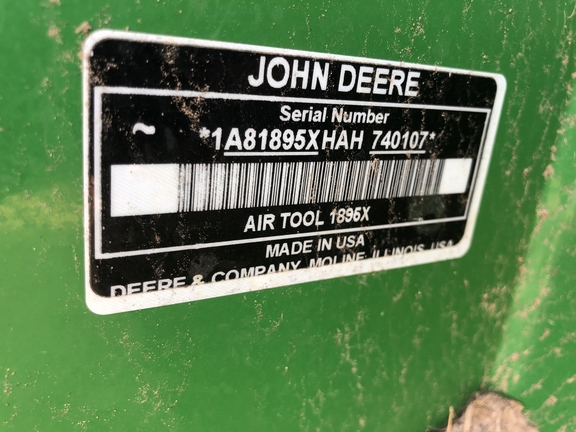 JOHN DEERE
Serial Number
~ *1A81895XHAH 740107*
AIR TOOL 1895X
MADE IN USA
DEERE & COMPANY, MOLINE, ILLINOIS, USA